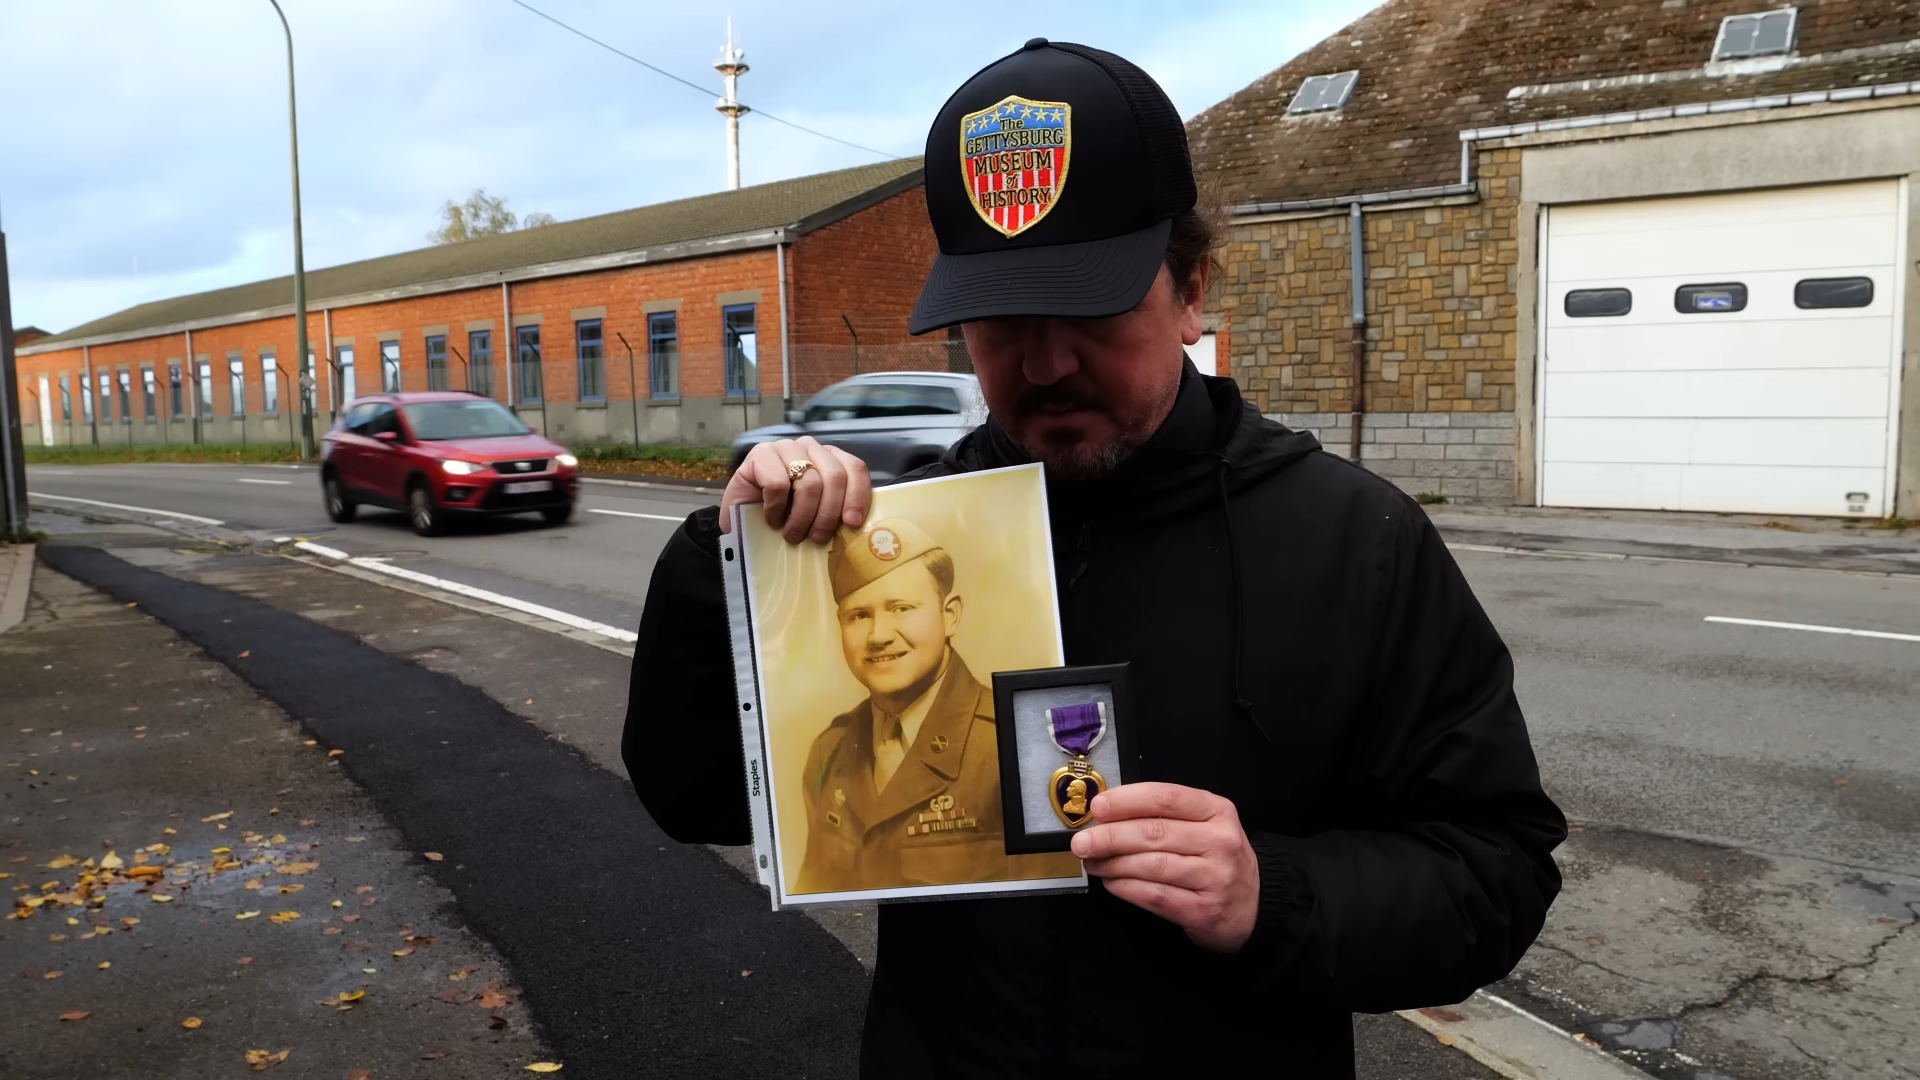 The
GETTYSBURG
MUSEUM
of
HISTORY
Staples